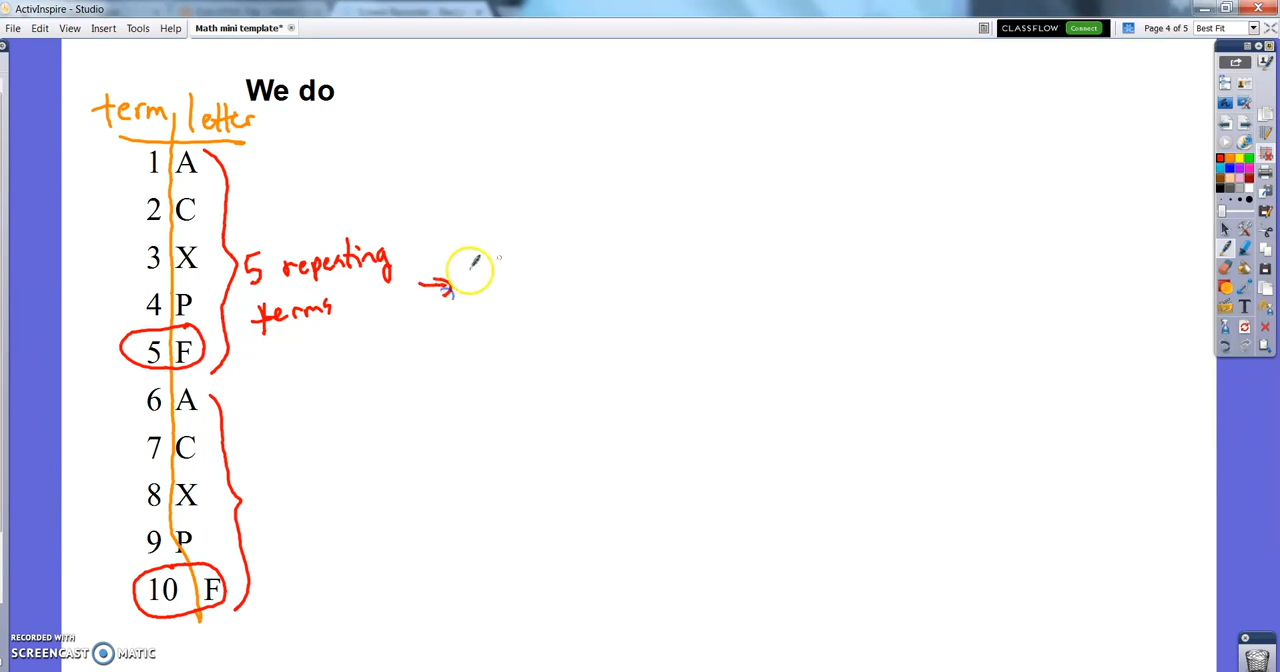 ActivInspire - Studio
File Edit View Insert Tools Help Math mini template* CLASSFLOW Connect Page 4 of 5 Best Fit
We do
term letter
1 A
2 C
3 X
4 P
5 F
5 repeating
terms
6 A
7 C
8 X
9 P
10 F
RECORDED WITH
SCREENCAST MATIC